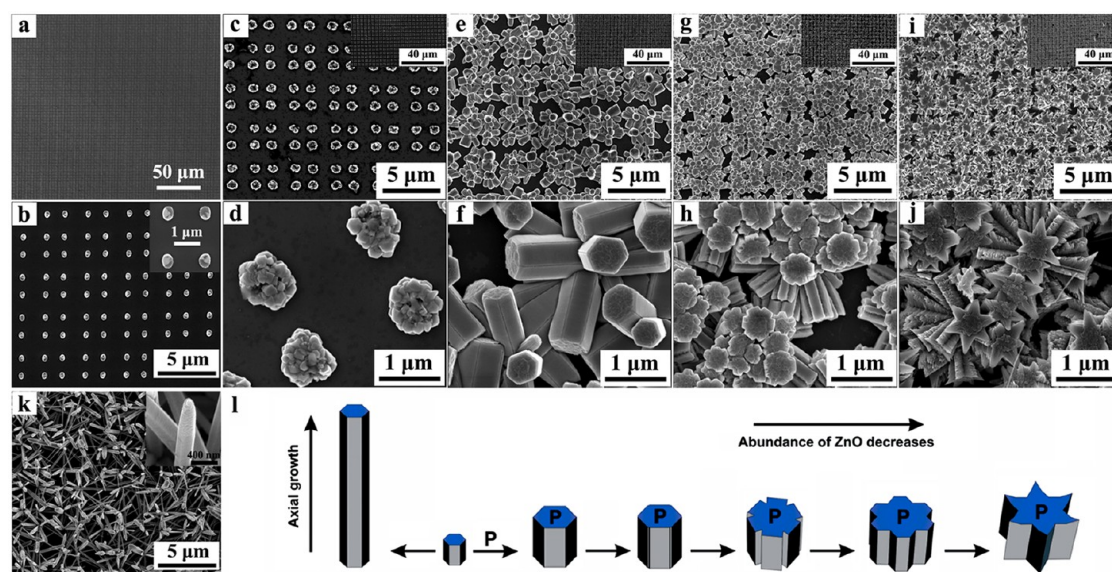 a
50 µm
c
40 µm
5 µm
e
40 µm
5 µm
g
40 µm
5 µm
i
40 µm
5 µm
b
1 µm
5 µm
d
1 µm
f
1 µm
h
1 µm
j
1 µm
k
400 nm
5 µm
l
Axial growth
Abundance of ZnO decreases
P
P
P
P
P
P